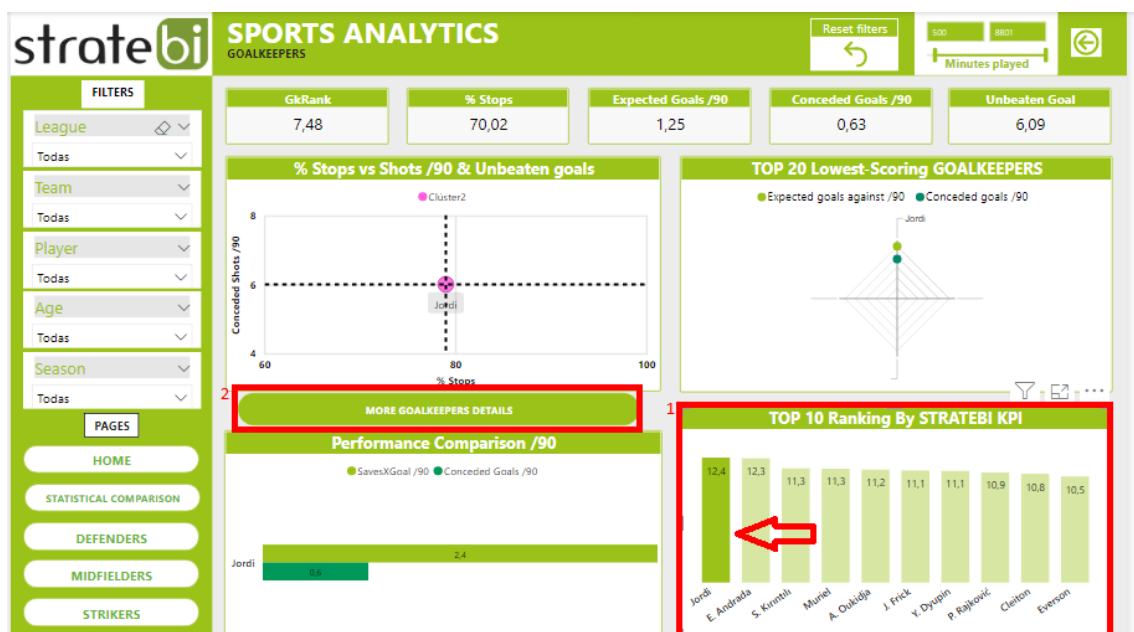 stratebi
SPORTS ANALYTICS
GOALKEEPERS
Reset filters
500
8801
Minutes played
FILTERS
League
Todas
Team
Todas
Player
Todas
Age
Todas
Season
Todas
PAGES
HOME
STATISTICAL COMPARISON
DEFENDERS
MIDFIELDERS
STRIKERS
GkRank
7,48
% Stops
70,02
Expected Goals /90
1,25
Conceded Goals /90
0,63
Unbeaten Goal
6,09
% Stops vs Shots /90 & Unbeaten goals
Clúster2
Conceded Shots /90
8
6
4
Jordi
60
80
100
% Stops
TOP 20 Lowest-Scoring GOALKEEPERS
Expected goals against /90
Conceded goals /90
Jordi
2
MORE GOALKEEPERS DETAILS
Performance Comparison /90
SavesXGoal /90
Conceded Goals /90
Jordi
2,4
0,6
1
TOP 10 Ranking By STRATEBI KPI
12,4
12,3
11,3
11,3
11,2
11,1
11,1
10,9
10,8
10,5
Jordi
E. Andrada
S. Kırıntılı
Muriel
A. Oukidja
J. Frick
Y. Dyupin
P. Rajković
Cleiton
Everson